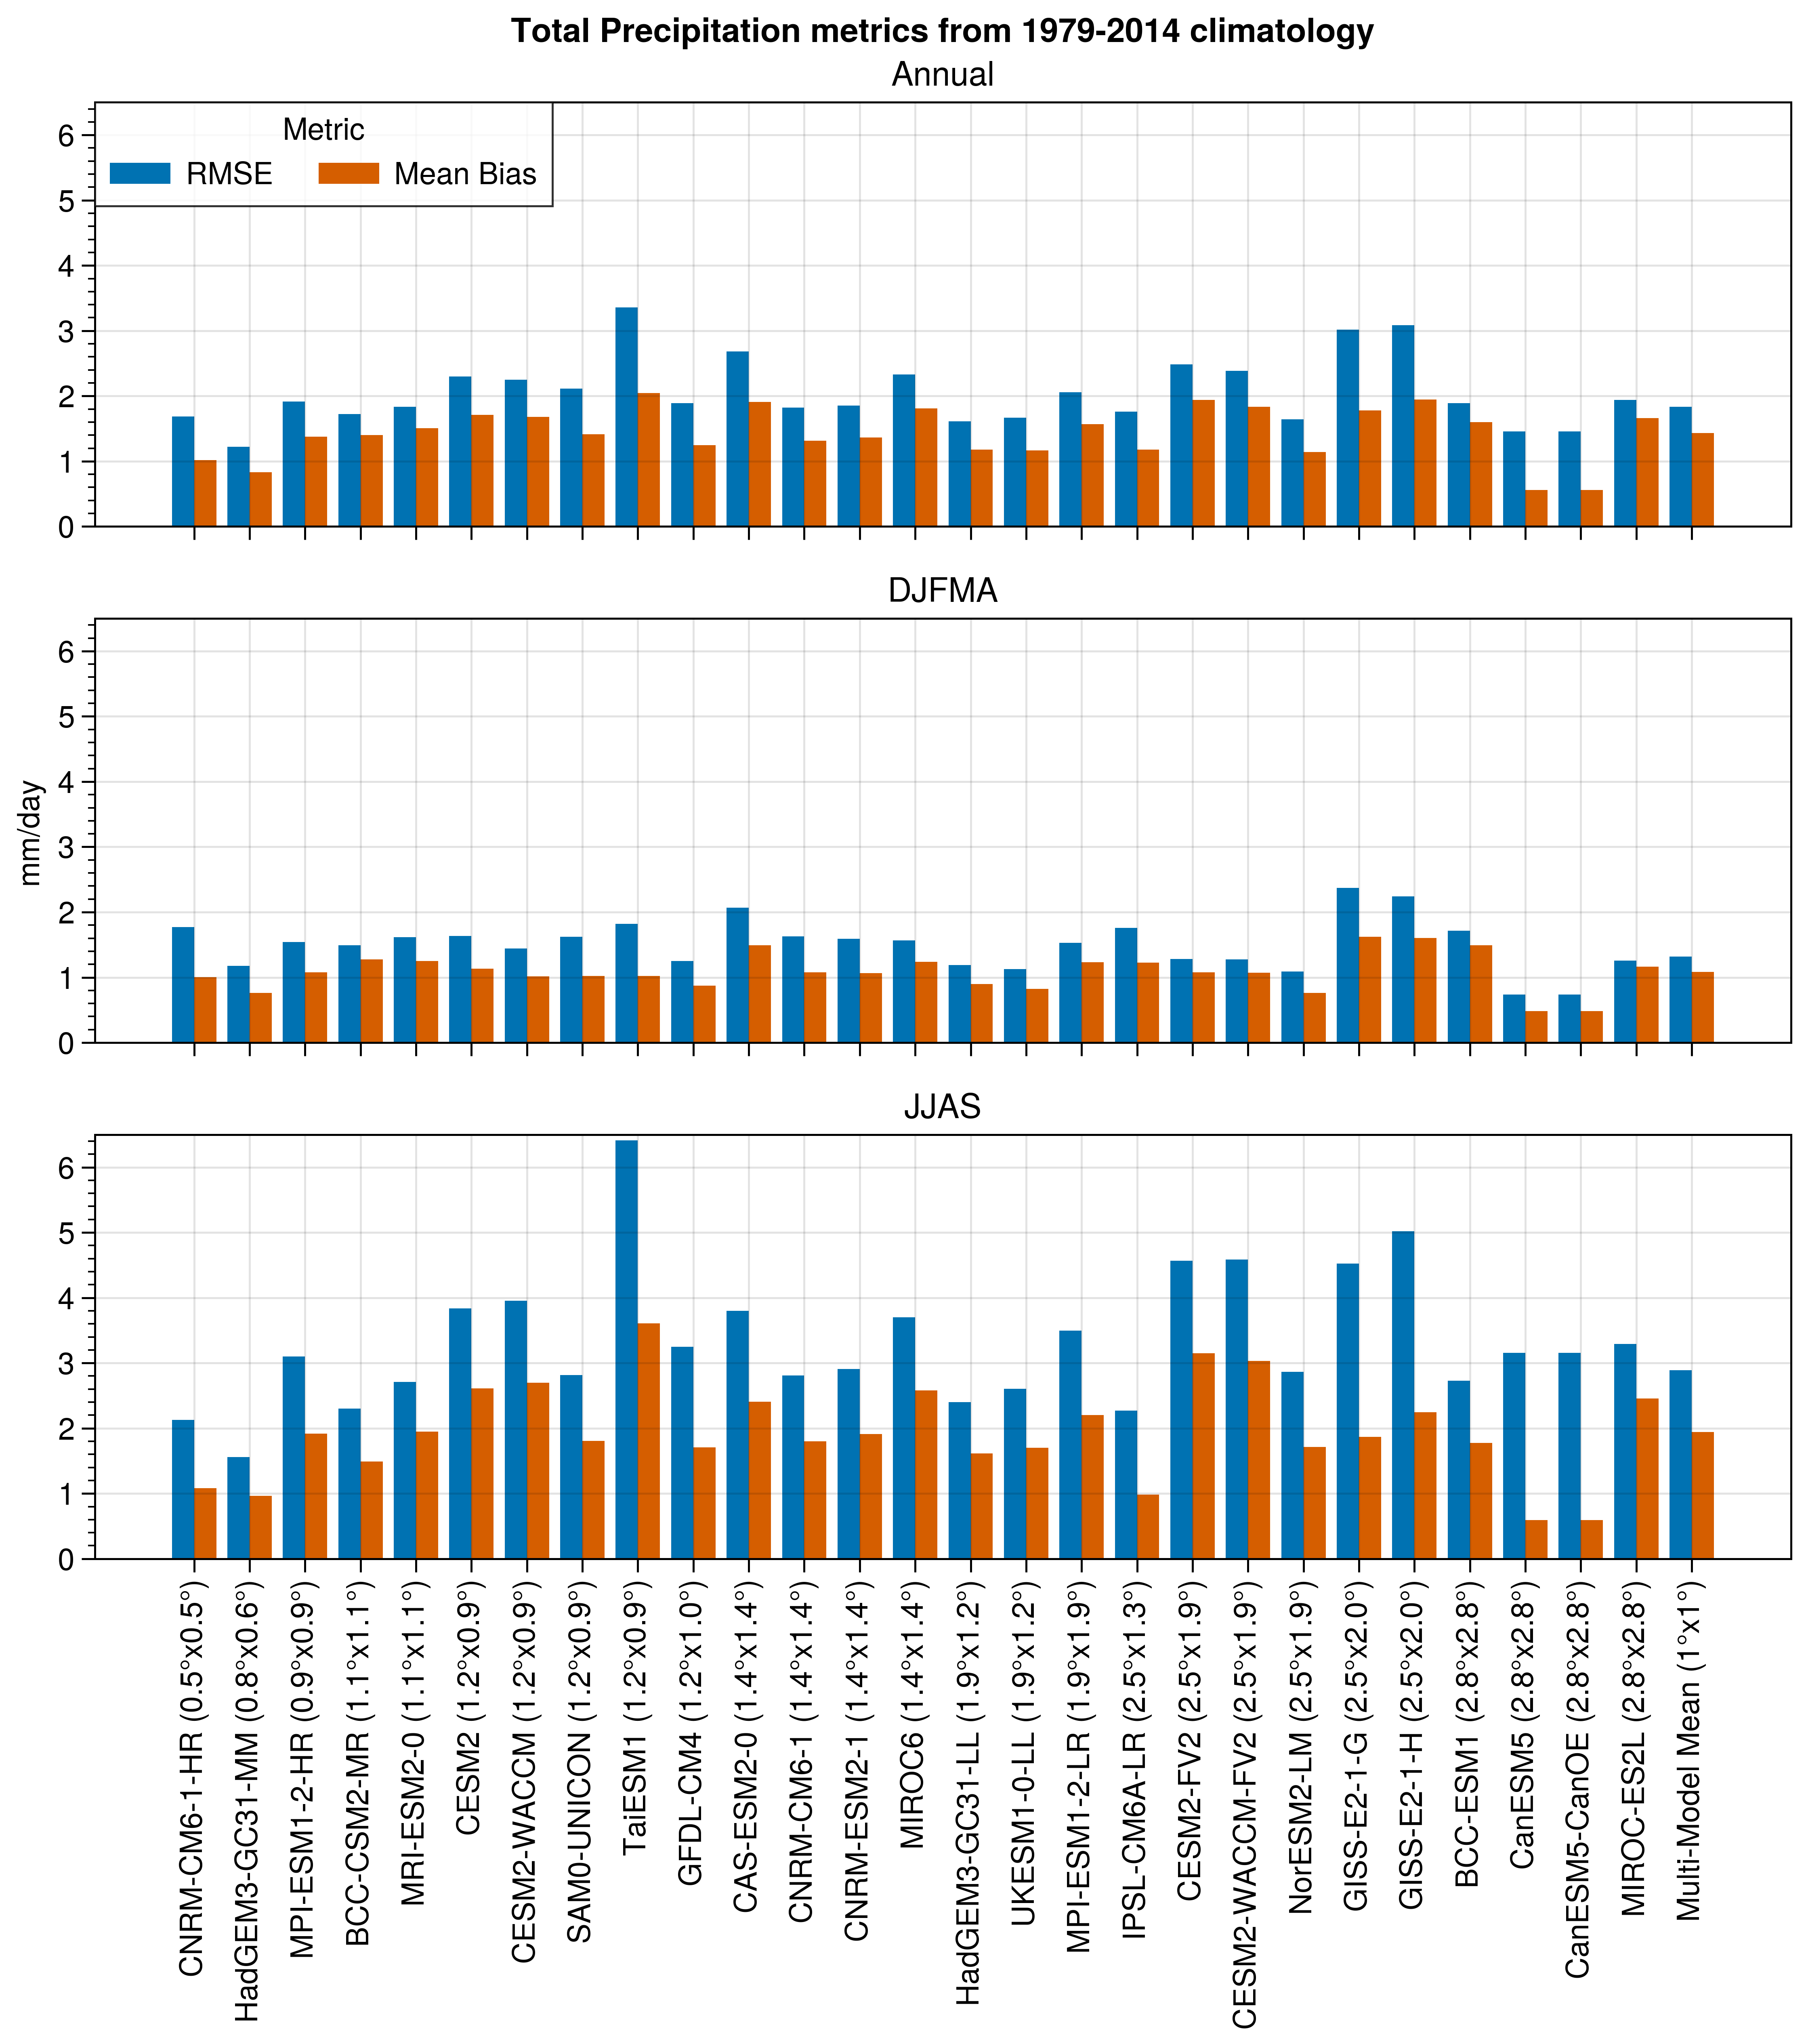 Total Precipitation metrics from 1979-2014 climatology
Annual
Metric
RMSE
Mean Bias
6
5
4
3
2
1
0
DJFMA
6
5
4
3
2
1
0
mm/day
JJAS
6
5
4
3
2
1
0
CNRM-CM6-1-HR (0.5°x0.5°)
HadGEM3-GC31-MM (0.8°x0.6°)
MPI-ESM1-2-HR (0.9°x0.9°)
BCC-CSM2-MR (1.1°x1.1°)
MRI-ESM2-0 (1.1°x1.1°)
CESM2 (1.2°x0.9°)
CESM2-WACCM (1.2°x0.9°)
SAM0-UNICON (1.2°x0.9°)
TaiESM1 (1.2°x0.9°)
GFDL-CM4 (1.2°x1.0°)
CAS-ESM2-0 (1.4°x1.4°)
CNRM-CM6-1 (1.4°x1.4°)
CNRM-ESM2-1 (1.4°x1.4°)
MIROC6 (1.4°x1.4°)
HadGEM3-GC31-LL (1.9°x1.2°)
UKESM1-0-LL (1.9°x1.2°)
MPI-ESM1-2-LR (1.9°x1.9°)
IPSL-CM6A-LR (2.5°x1.3°)
CESM2-FV2 (2.5°x1.9°)
CESM2-WACCM-FV2 (2.5°x1.9°)
NorESM2-LM (2.5°x1.9°)
GISS-E2-1-G (2.5°x2.0°)
GISS-E2-1-H (2.5°x2.0°)
BCC-ESM1 (2.8°x2.8°)
CanESM5 (2.8°x2.8°)
CanESM5-CanOE (2.8°x2.8°)
MIROC-ES2L (2.8°x2.8°)
Multi-Model Mean (1°x1°)